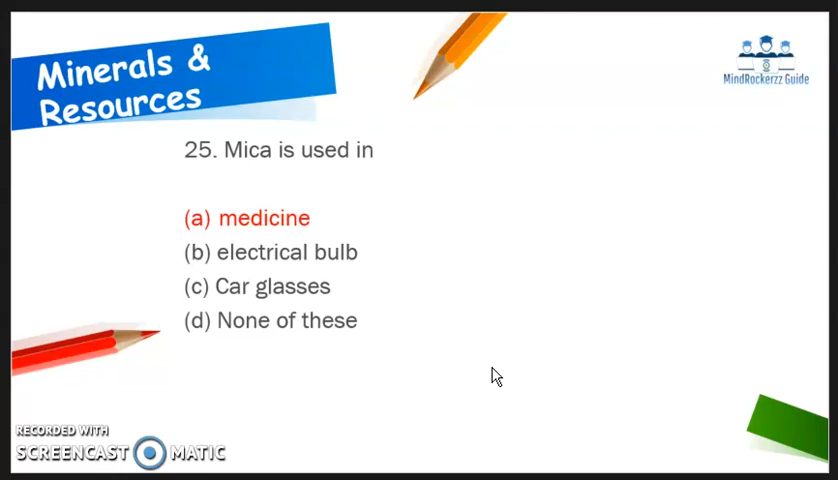 Minerals &
Resources
MindRockerzz Guide
25. Mica is used in
(a) medicine
(b) electrical bulb
(c) Car glasses
(d) None of these
RECORDED WITH
SCREENCAST MATIC